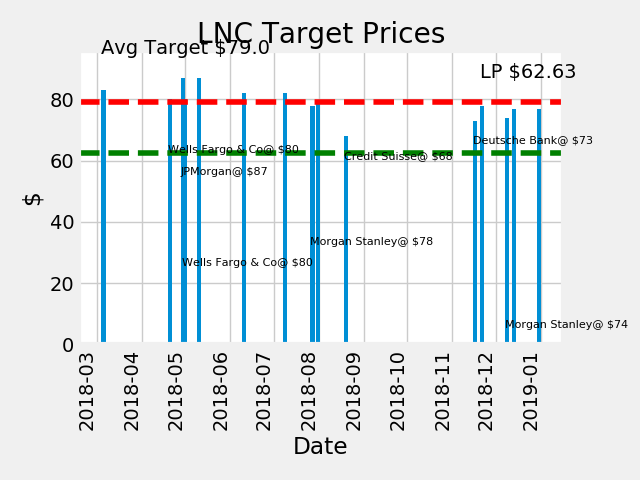 LNC Target Prices
Avg Target $79.0
LP $62.63
$
80
60
40
20
0
Deutsche Bank@ $73
Wells Fargo & Co@ $80
Credit Suisse@ $68
JPMorgan@ $87
Morgan Stanley@ $78
Wells Fargo & Co@ $80
Morgan Stanley@ $74
2018-03
2018-04
2018-05
2018-06
2018-07
2018-08
2018-09
2018-10
2018-11
2018-12
2019-01
Date